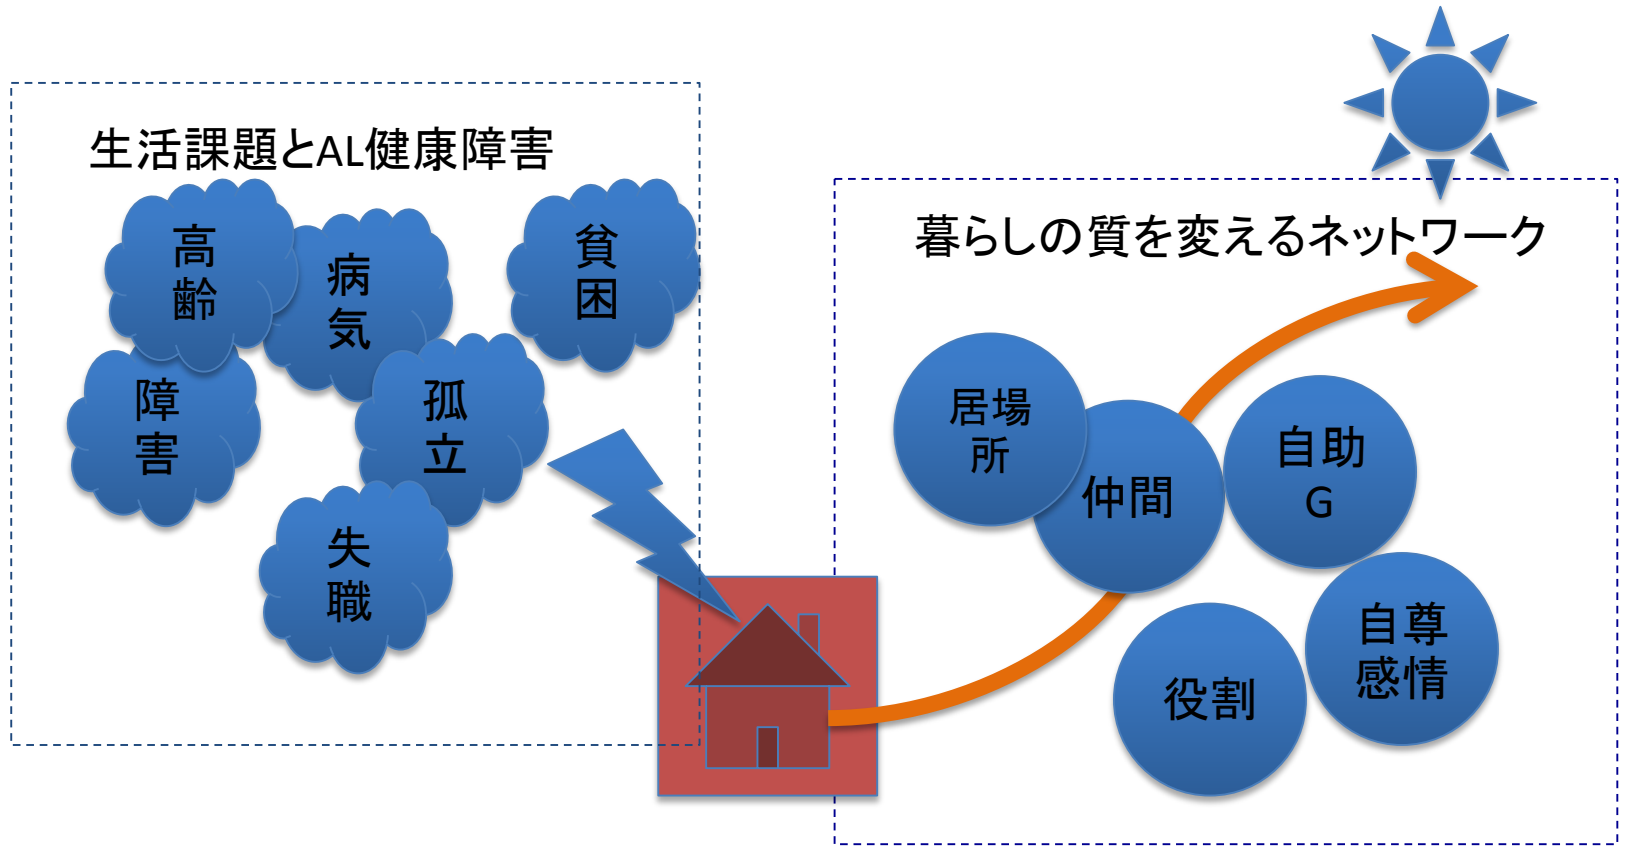 生活課題とAL健康障害
高
齢
病
気
貧
困
障
害
孤
立
失
職
暮らしの質を変えるネットワーク
居場
所
仲間
自助
G
役割
自尊
感情